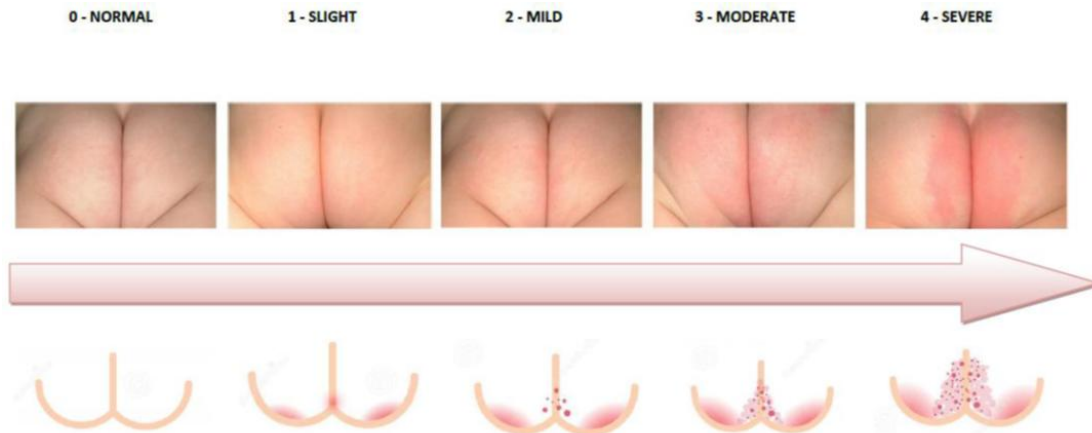 0 - NORMAL
1 - SLIGHT
2 - MILD
3 - MODERATE
4 - SEVERE